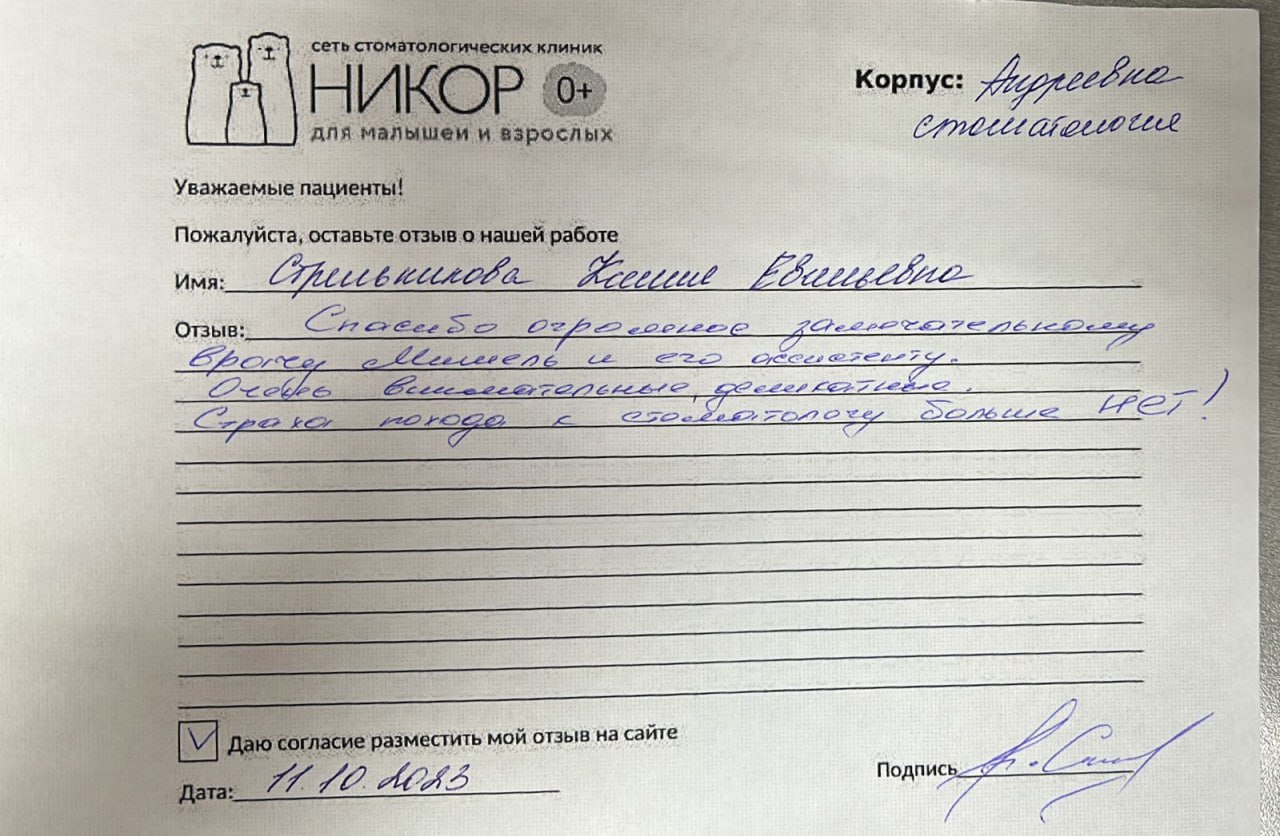 сеть стоматологических клиник
НИКОР 0+
для малышей и взрослых
Корпус: Андреевка
стоматология
Уважаемые пациенты!
Пожалуйста, оставьте отзыв о нашей работе
Имя: Стрельникова
Отзыв: Спасибо огромное замечательному
врачу Мишель и его ассистенту.
Очень внимательные, деликатные.
Страха похода к стоматологу больше НЕТ!
Даю согласие разместить мой отзыв на сайте
Дата: 11.10.2023
Подпись